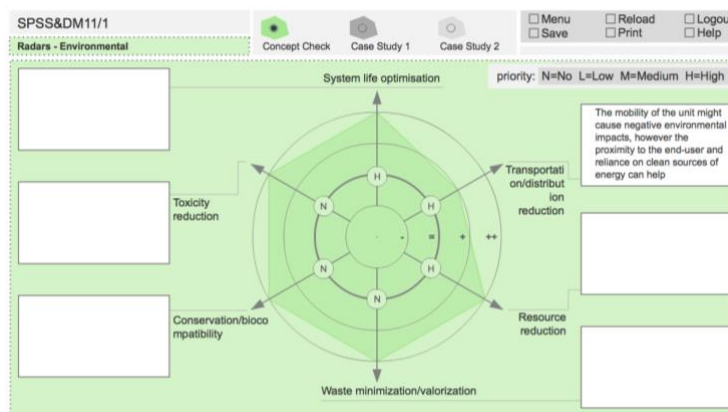 SPSS&DM11/1
Radars - Environmental
Concept Check
Case Study 1
Case Study 2
Menu
Reload
Logou
Save
Print
Help
priority: N=No L=Low M=Medium H=High
System life optimisation
The mobility of the unit might
cause negative environmental
impacts, however the
proximity to the end-user and
reliance on clean sources of
energy can help
Transportati
on/distribut
ion
reduction
Toxicity
reduction
H
N
H
- = + ++
N
H
N
Conservation/bioco
mpatibility
Resource
reduction
Waste minimization/valorization